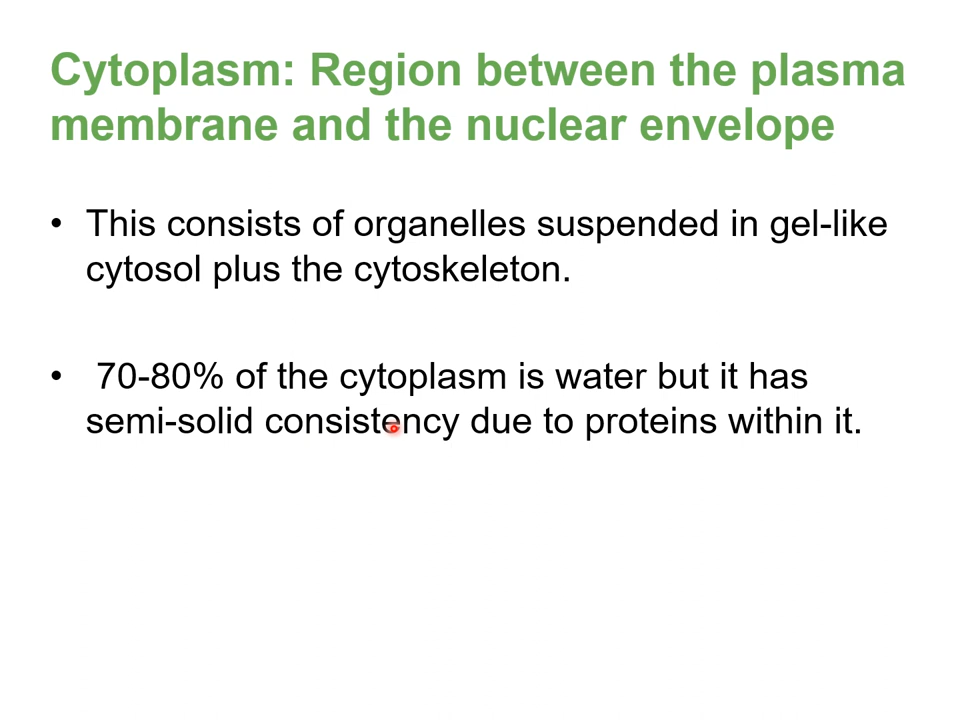 Cytoplasm: Region between the plasma
membrane and the nuclear envelope
• This consists of organelles suspended in gel-like
cytosol plus the cytoskeleton.
• 70-80% of the cytoplasm is water but it has
semi-solid consistency due to proteins within it.